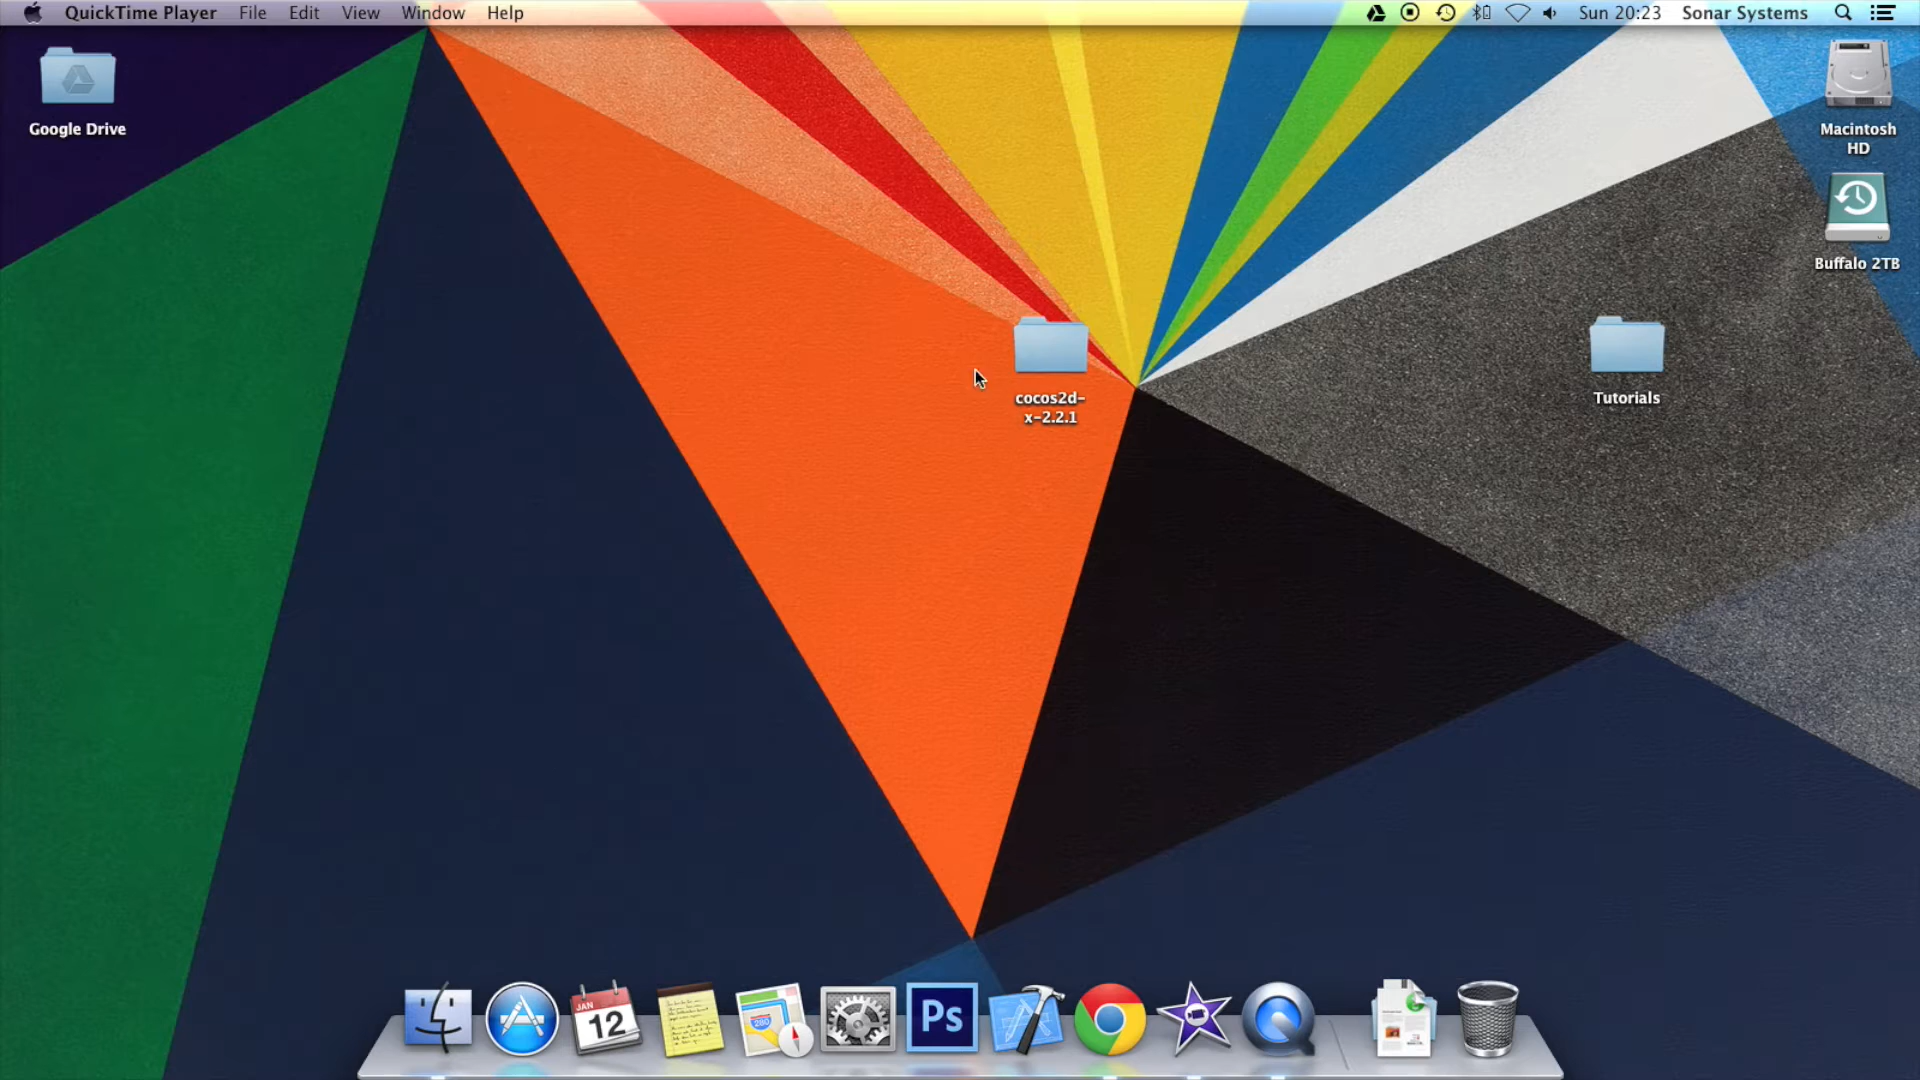 QuickTime Player File Edit View Window Help Sun 20:23 Sonar Systems
Google Drive
Macintosh
HD
Buffalo 2TB
cocos2d-
x-2.2.1
Tutorials
JAN
12
280
Ps